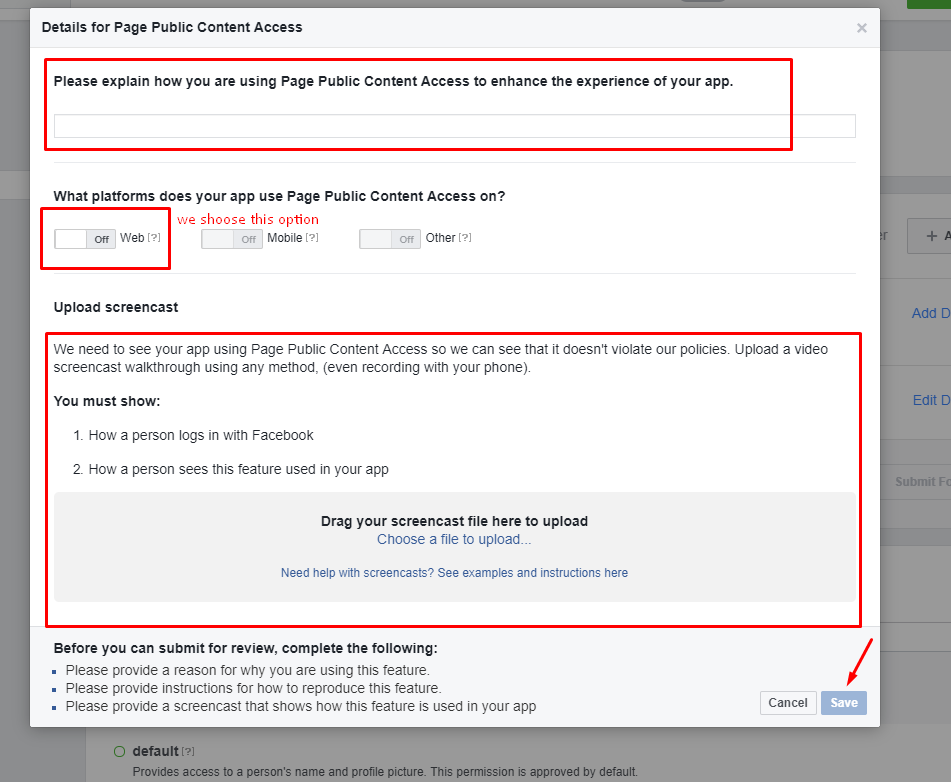 Details for Page Public Content Access ×
Please explain how you are using Page Public Content Access to enhance the experience of your app.
What platforms does your app use Page Public Content Access on?
we shoose this option
Off Web [?] Off Mobile [?] Off Other [?]
Upload screencast
We need to see your app using Page Public Content Access so we can see that it doesn't violate our policies. Upload a video
screencast walkthrough using any method, (even recording with your phone).
You must show:
1. How a person logs in with Facebook
2. How a person sees this feature used in your app
Drag your screencast file here to upload
Choose a file to upload...
Need help with screencasts? See examples and instructions here
Before you can submit for review, complete the following:
Please provide a reason for why you are using this feature.
Please provide instructions for how to reproduce this feature.
Please provide a screencast that shows how this feature is used in your app
Cancel Save
er
+ A
Add D
Edit D
Submit Fo
default [?]
Provides access to a person's name and profile picture. This permission is approved by default.